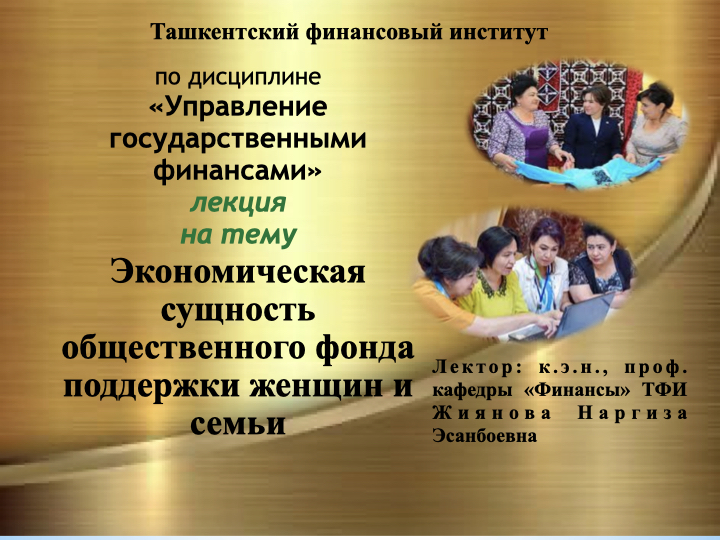 Ташкентский финансовый институт
по дисциплине
«Управление
государственными
финансами»
лекция
на тему
Экономическая
сущность
общественного фонда
поддержки женщин и
семьи
Лектор: к.э.н., проф.
кафедры «Финансы» ТФИ
Жиянова Наргиза
Эсанбоевна